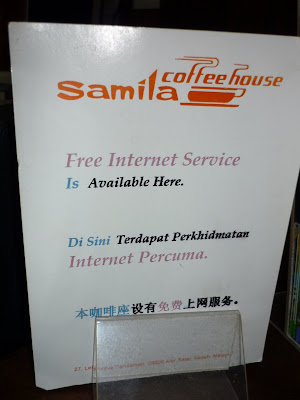 Samila coffee house
Free Internet Service
Is Available Here.
Di Sini Terdapat Perkhidmatan
Internet Percuma.
本咖啡座设有免费上网服务。